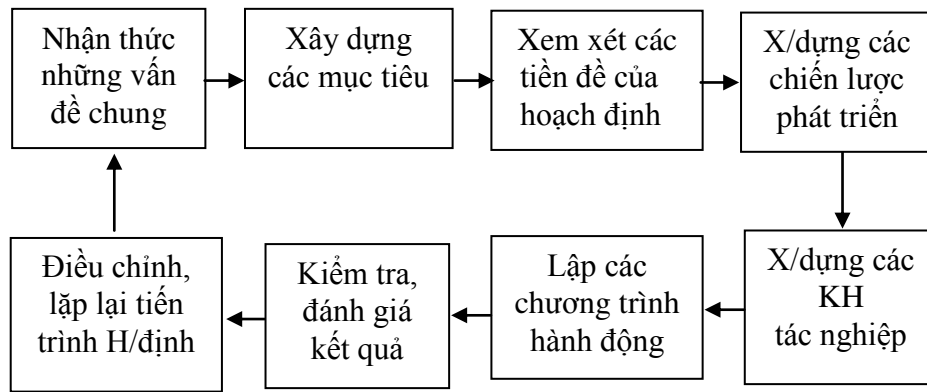 Nhận thức
những vấn
đề chung
Xây dựng
các mục tiêu
Xem xét các
tiền đề của
hoạch định
X/dựng các
chiến lược
phát triển
X/dựng các
KH
tác nghiệp
Lập các
chương trình
hành động
Kiểm tra,
đánh giá
kết quả
Điều chỉnh,
lặp lại tiến
trình H/định